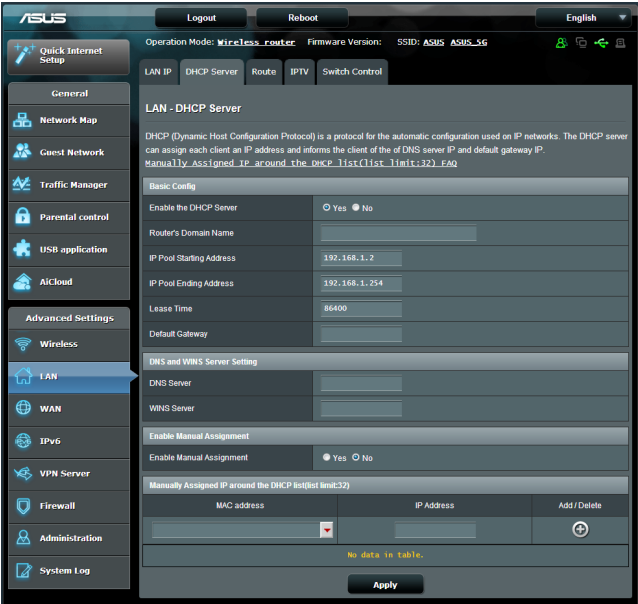 ASUS
Logout
Reboot
English
Quick Internet Setup
Operation Mode: Wireless router Firmware Version: SSID: ASUS ASUS_5G
LAN IP
DHCP Server
Route
IPTV
Switch Control
General
Network Map
Guest Network
Traffic Manager
Parental control
USB application
AiCloud
Advanced Settings
Wireless
LAN
WAN
IPv6
VPN Server
Firewall
Administration
System Log
LAN - DHCP Server
DHCP (Dynamic Host Configuration Protocol) is a protocol for the automatic configuration used on IP networks. The DHCP server
can assign each client an IP address and informs the client of the of DNS server IP and default gateway IP.
Manually Assigned IP around the DHCP list(list limit:32) FAQ
Basic Config
Enable the DHCP Server Yes No
Router's Domain Name
IP Pool Starting Address 192.168.1.2
IP Pool Ending Address 192.168.1.254
Lease Time 86400
Default Gateway
DNS and WINS Server Setting
DNS Server
WINS Server
Enable Manual Assignment
Enable Manual Assignment Yes No
Manually Assigned IP around the DHCP list(list limit:32)
MAC address IP Address Add / Delete
No data in table.
Apply